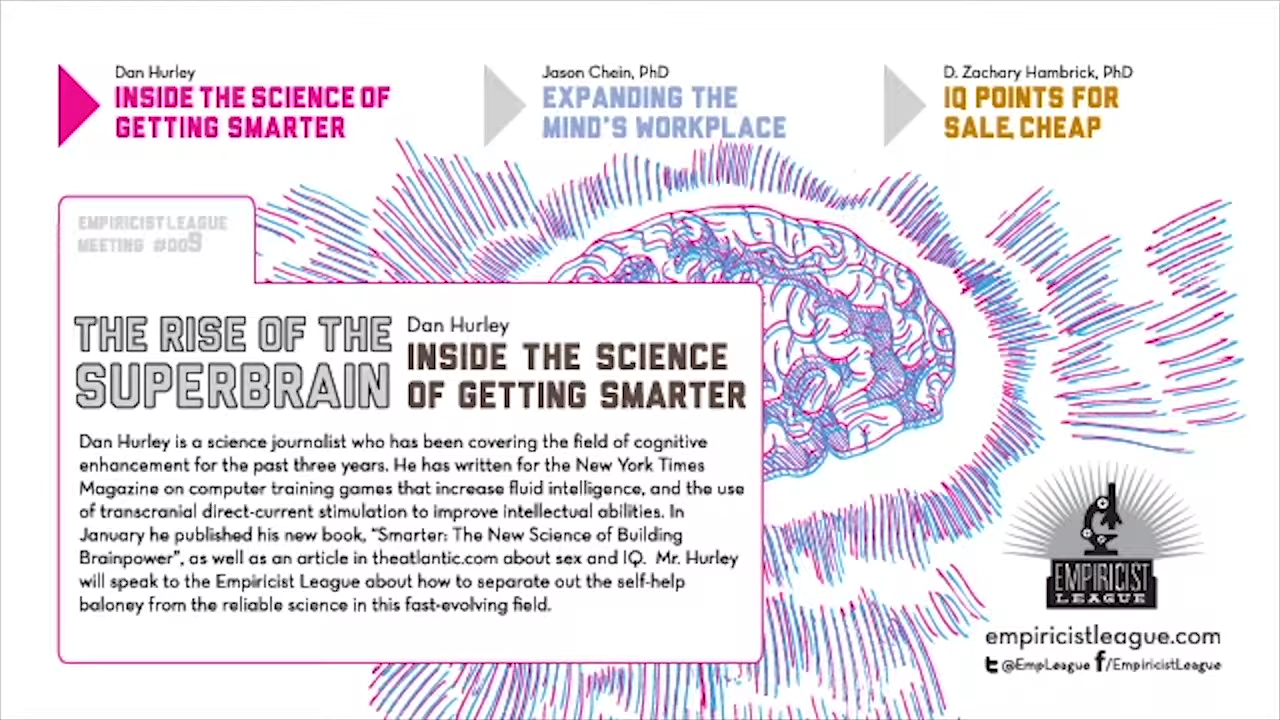 Dan Hurley
INSIDE THE SCIENCE OF
GETTING SMARTER
Jason Chein, PhD
EXPANDING THE
MIND'S WORKPLACE
D. Zachary Hambrick, PhD
IQ POINTS FOR
SALE, CHEAP
EMPIRICIST LEAGUE
MEETING #009
THE RISE OF THE
SUPERBRAIN
Dan Hurley
INSIDE THE SCIENCE
OF GETTING SMARTER
Dan Hurley is a science journalist who has been covering the field of cognitive
enhancement for the past three years. He has written for the New York Times
Magazine on computer training games that increase fluid intelligence, and the use
of transcranial direct-current stimulation to improve intellectual abilities. In
January he published his new book, “Smarter: The New Science of Building
Brainpower”, as well as an article in theatlantic.com about sex and IQ. Mr. Hurley
will speak to the Empiricist League about how to separate out the self-help
baloney from the reliable science in this fast-evolving field.
EMPIRICIST
LEAGUE
empiricistleague.com
@EmpLeague f/EmpiricistLeague